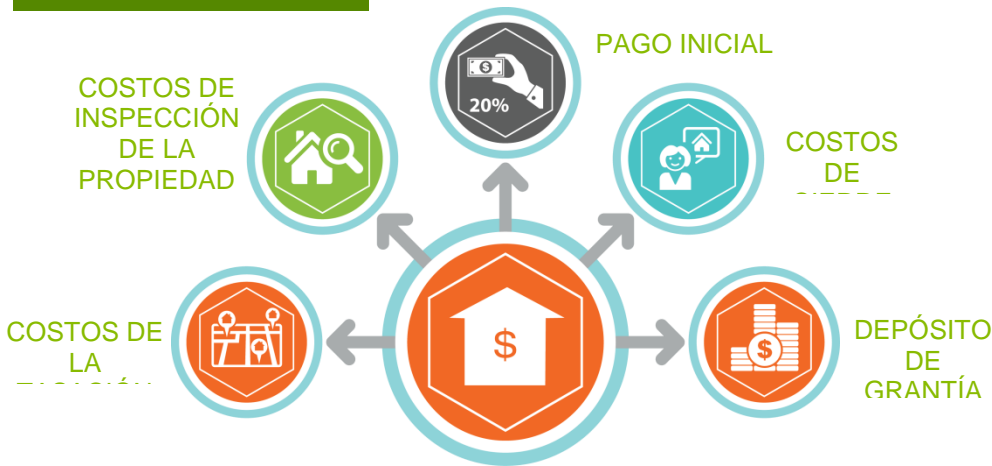 PAGO INICIAL
20%
COSTOS DE
INSPECCIÓN
DE LA
PROPIEDAD
COSTOS
DE
$
COSTOS DE
LA
$
DEPÓSITO
DE
GRANTÍA